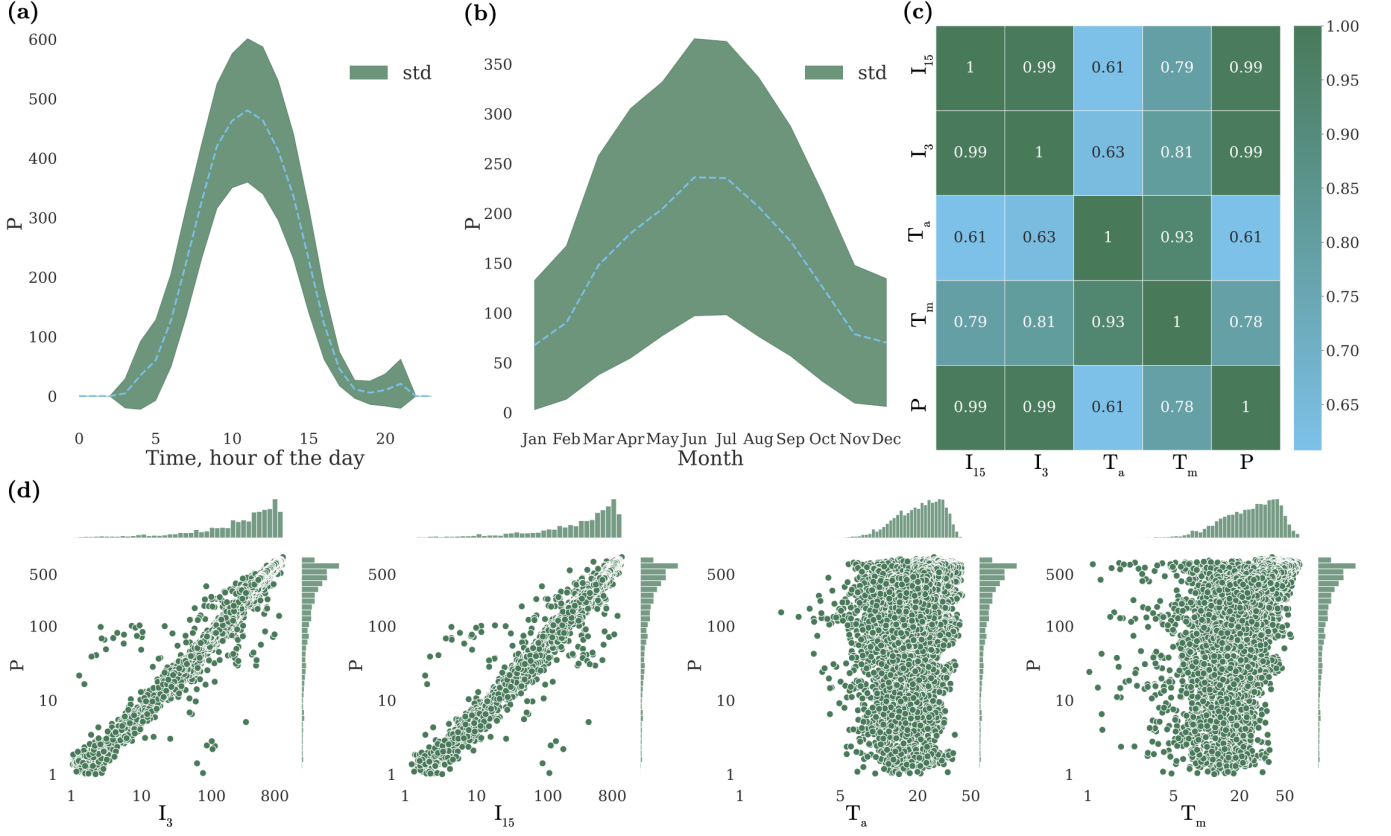 (a)
600
500
400
300
200
100
0
P
std
0 5 10 15 20
Time, hour of the day
(b)
350
300
250
200
150
100
50
0
P
std
Jan Feb Mar Apr May Jun Jul Aug Sep Oct Nov Dec
Month
(c)
I15 1 0.99 0.61 0.79 0.99
I3 0.99 1 0.63 0.81 0.99
Ta 0.61 0.63 1 0.93 0.61
Tm 0.79 0.81 0.93 1 0.78
P 0.99 0.99 0.61 0.78 1
I15 I3 Ta Tm P
1.00
0.95
0.90
0.85
0.80
0.75
0.70
0.65
(d)
500
100
10
1
P
1 10 100 800
I3
500
100
10
1
P
1 10 100 800
I15
500
100
10
1
P
1 5 20 50
Ta
500
100
10
1
P
1 5 20 50
Tm